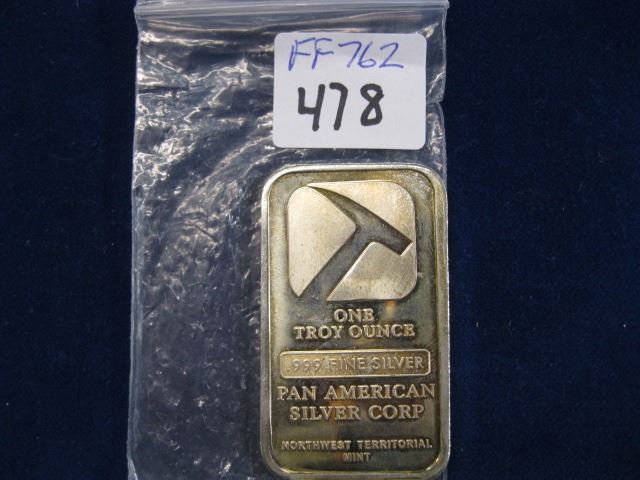 FF762
478
ONE
TROY OUNCE
.999 FINE SILVER
PAN AMERICAN
SILVER CORP
NORTHWEST TERRITORIAL
MINT